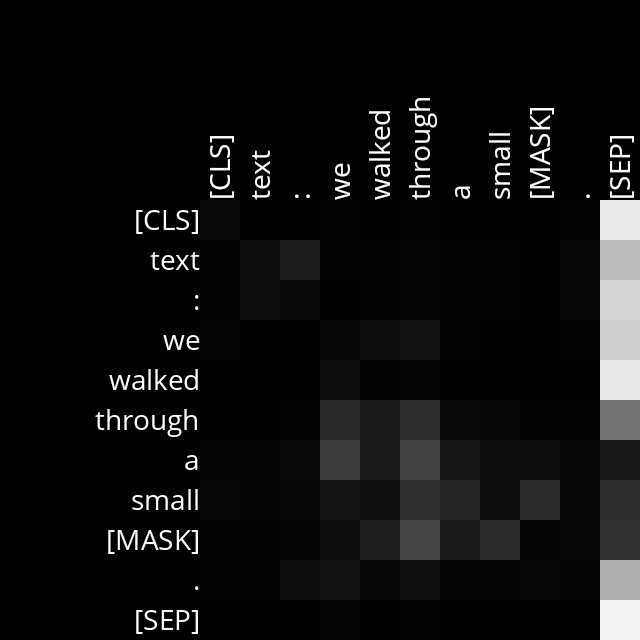 [CLS] text : we walked through a small [MASK] . [SEP]
[CLS]
text
:
we
walked
through
a
small
[MASK]
.
[SEP]